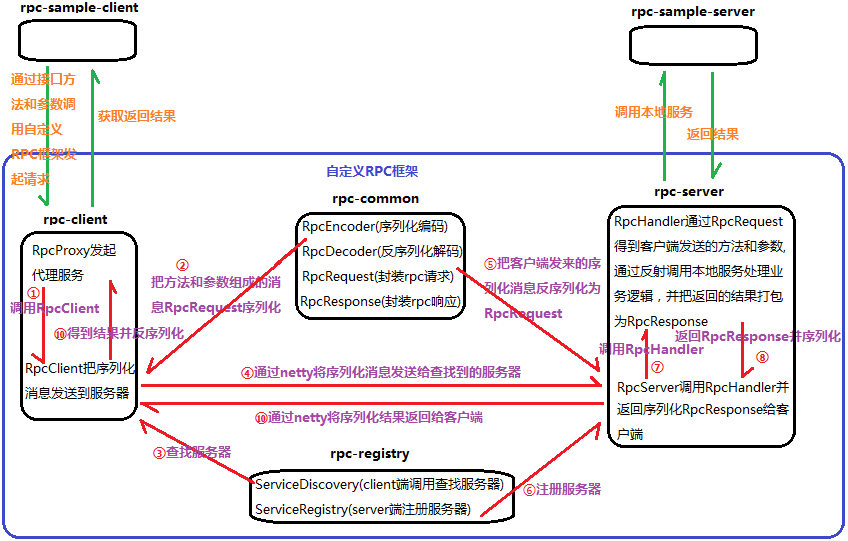 rpc-sample-client
rpc-sample-server
通过接口方
法和参数调
用自定义
RPC框架发
起请求
获取返回结果
调用本地服务
返回结果
自定义RPC框架
rpc-client
RpcProxy发起
代理服务
①
调用RpcClient
⑩得到结果并反序列化
RpcClient把序列化
消息发送到服务器
②
把方法和参数组成的消
息RpcRequest序列化
rpc-common
RpcEncoder(序列化编码)
RpcDecoder(反序列化解码)
RpcRequest(封装rpc请求)
RpcResponse(封装rpc响应)
⑤把客户端发来的序
列化消息反序列化为
RpcRequest
rpc-server
RpcHandler通过RpcRequest
得到客户端发送的方法和参数,
通过反射调用本地服务处理业
务逻辑，并把返回的结果打包
为RpcResponse
返回RpcResponse并序列化
调用RpcHandler
⑦
⑧
RpcServer调用RpcHandler并
返回序列化RpcResponse给客
户端
④通过netty将序列化消息发送给查找到的服务器
⑩通过netty将序列化结果返回给客户端
③查找服务器
rpc-registry
ServiceDiscovery(client端调用查找服务器)
ServiceRegistry(server端注册服务器)
⑥注册服务器